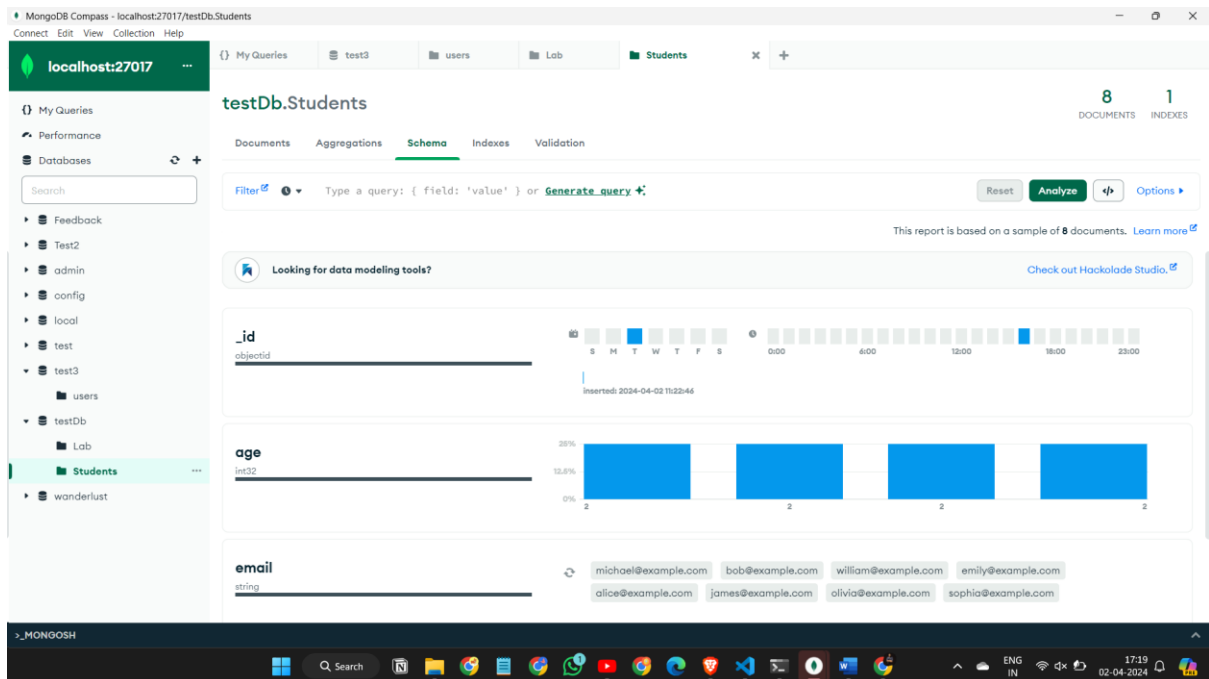 MongoDB Compass - localhost:27017/testDb.Students
Connect Edit View Collection Help
localhost:27017 ...
{} My Queries test3 users Lab Students
{} My Queries
Performance
Databases
Search
Feedback
Test2
admin
config
local
test
test3
users
testDb
Lab
Students ...
wanderlust
testDb.Students
8 1
DOCUMENTS INDEXES
Documents Aggregations Schema Indexes Validation
Filter Type a query: { field: 'value' } or Generate query Reset Analyze </> Options
This report is based on a sample of 8 documents. Learn more
Looking for data modeling tools? Check out Hackolade Studio.
_id
objectid
S M T W T F S 0:00 6:00 12:00 18:00 23:00
inserted: 2024-04-02 11:22:46
age
int32
25%
12.5%
0%
2 2 2 2
email
string
michael@example.com bob@example.com william@example.com emily@example.com
alice@example.com james@example.com olivia@example.com sophia@example.com
>_MONGOSH
Search 1 ENG 17:19
IN 02-04-2024